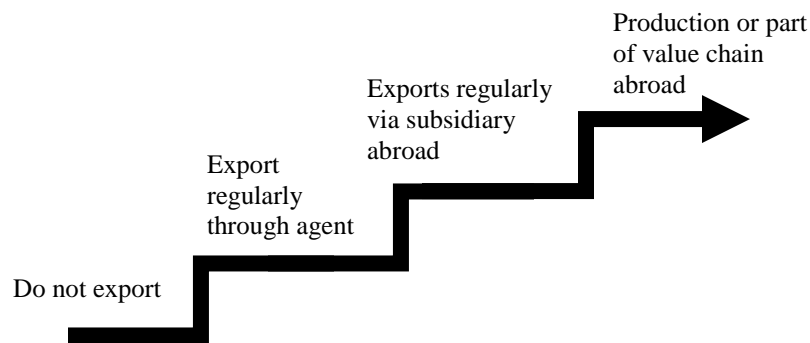 Production or part
of value chain
abroad
Exports regularly
via subsidiary
abroad
Export
regularly
through agent
Do not export